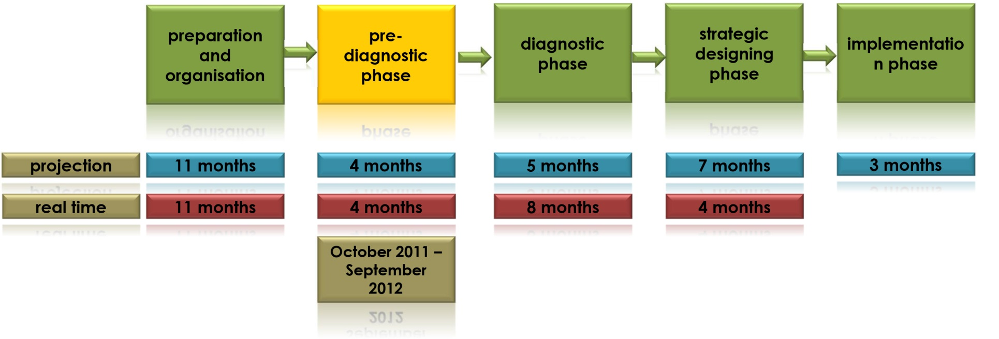 preparation
and
organisation
pre-
diagnostic
phase
diagnostic
phase
strategic
designing
phase
implementatio
n phase
projection
11 months
4 months
5 months
7 months
3 months
real time
11 months
4 months
8 months
4 months
October 2011 –
September
2012